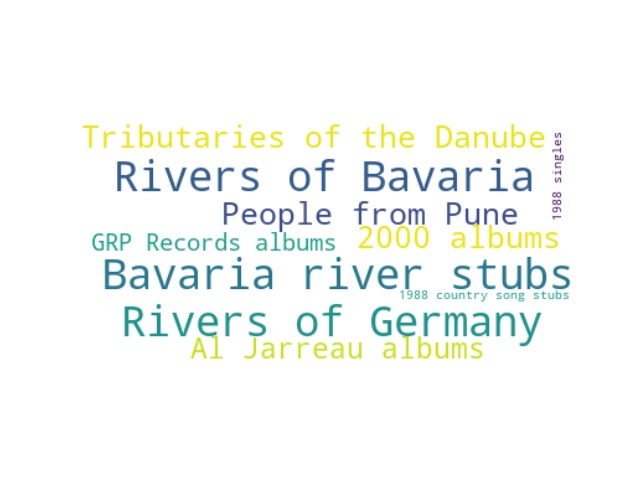 Tributaries of the Danube
1988 singles
Rivers of Bavaria
People from Pune
2000 albums
GRP Records albums
Bavaria river stubs
1988 country song stubs
Rivers of Germany
Al Jarreau albums